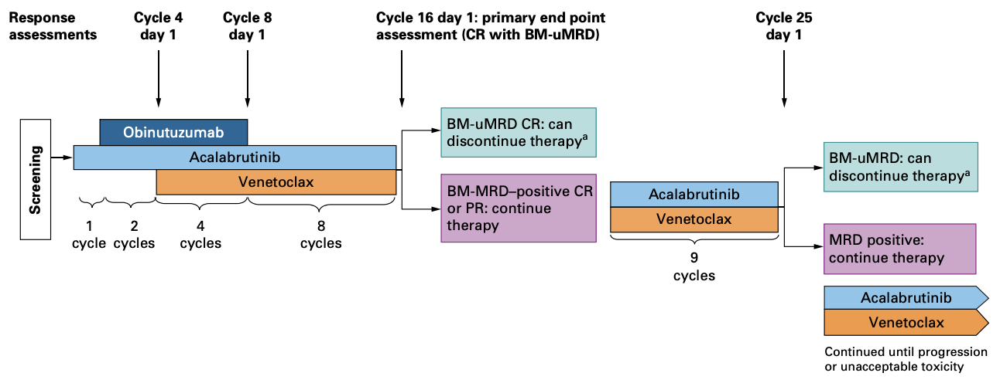 Response
assessments
Cycle 4
day 1
Cycle 8
day 1
Cycle 16 day 1: primary end point
assessment (CR with BM-uMRD)
Cycle 25
day 1
Screening
Obinutuzumab
Acalabrutinib
Venetoclax
1
cycle
2
cycles
4
cycles
8
cycles
BM-uMRD CR: can
discontinue therapyᵃ
BM-MRD–positive CR
or PR: continue
therapy
Acalabrutinib
Venetoclax
9
cycles
BM-uMRD: can
discontinue therapyᵃ
MRD positive:
continue therapy
Acalabrutinib
Venetoclax
Continued until progression
or unacceptable toxicity